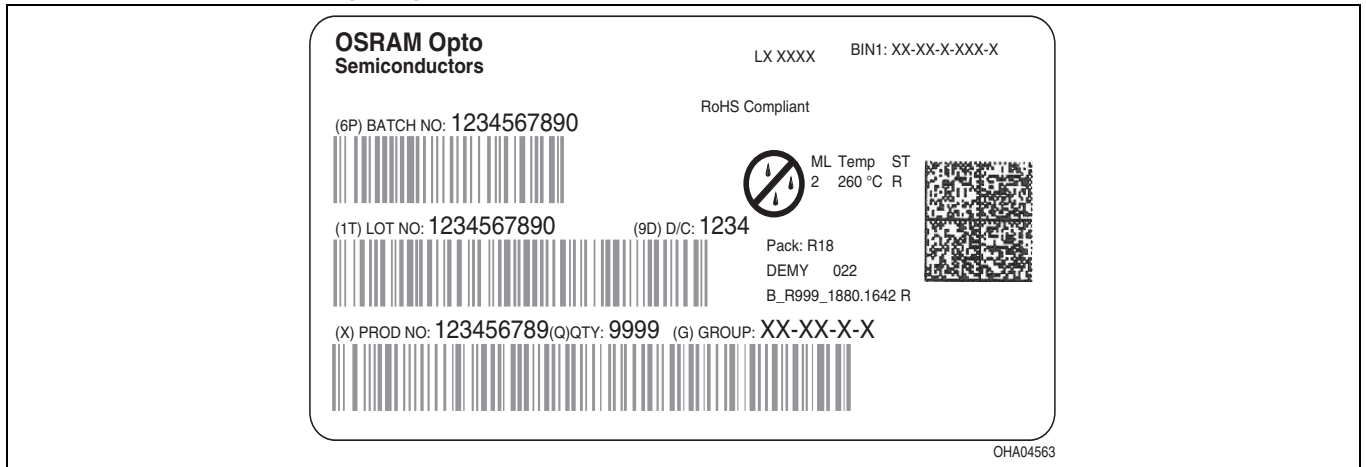 OSRAM Opto
Semiconductors
LX XXXX
BIN1: XX-XX-X-XXX-X
RoHS Compliant
(6P) BATCH NO: 1234567890
ML Temp ST
2 260 °C R
(1T) LOT NO: 1234567890 (9D) D/C: 1234
Pack: R18
DEMY 022
B_R999_1880.1642 R
(X) PROD NO: 123456789(Q)QTY: 9999 (G) GROUP: XX-XX-X-X
OHA04563